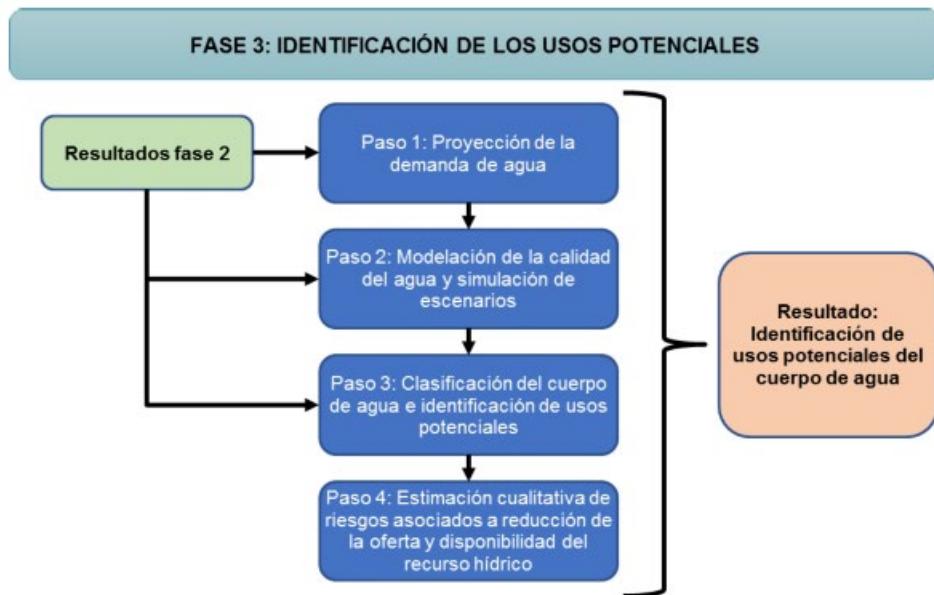 FASE 3: IDENTIFICACIÓN DE LOS USOS POTENCIALES
Resultados fase 2
Paso 1: Proyección de la
demanda de agua
Paso 2: Modelación de la calidad
del agua y simulación de
escenarios
Paso 3: Clasificación del cuerpo
de agua e identificación de usos
potenciales
Paso 4: Estimación cualitativa de
riesgos asociados a reducción de
la oferta y disponibilidad del
recurso hídrico
Resultado:
Identificación de
usos potenciales del
cuerpo de agua